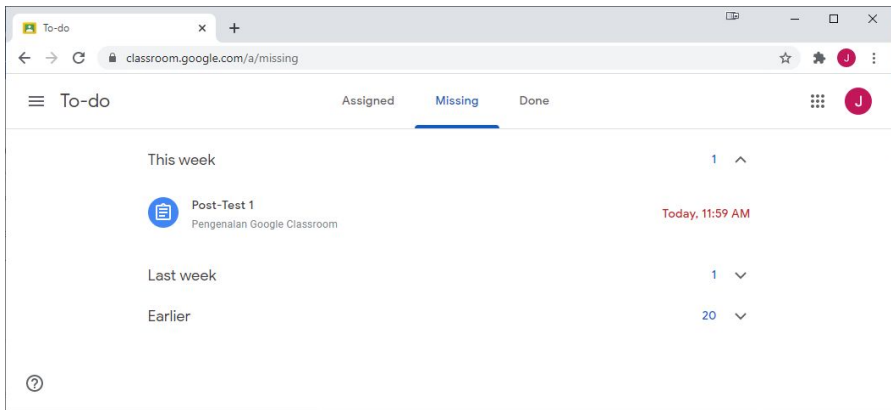 To-do
classroom.google.com/a/missing
J
To-do
Assigned
Missing
Done
J
This week
1
Post-Test 1
Pengenalan Google Classroom
Today, 11:59 AM
Last week
1
Earlier
20